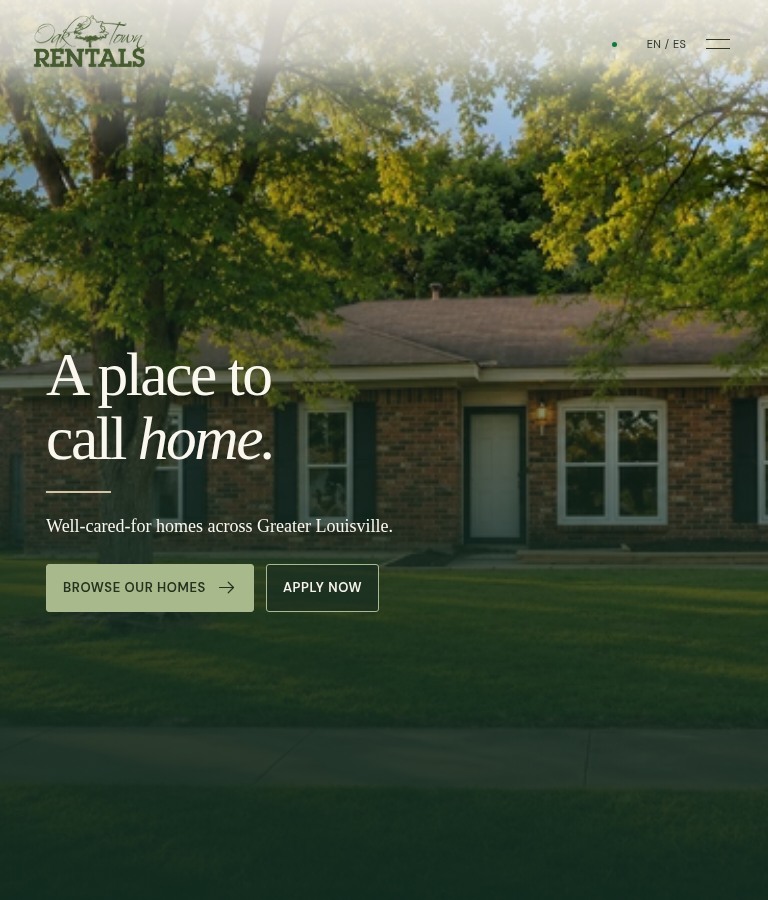 Oak Town
RENTALS
EN / ES
A place to
call home.
Well-cared-for homes across Greater Louisville.
BROWSE OUR HOMES
APPLY NOW